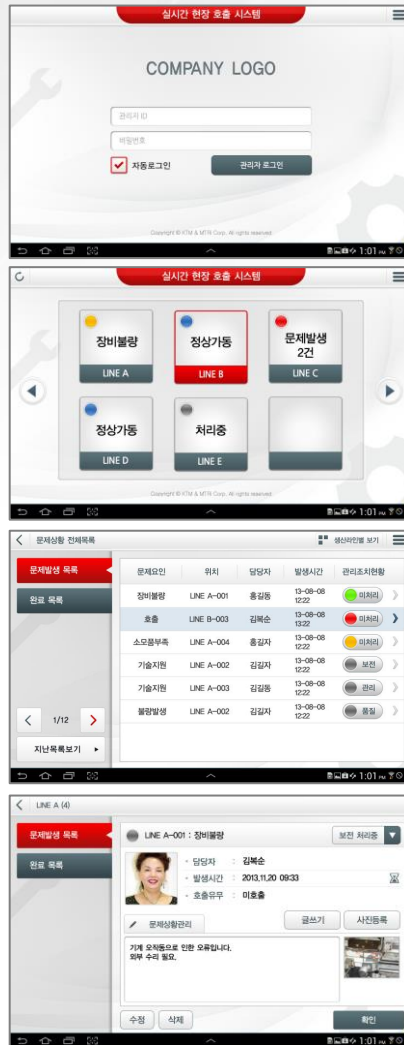 실시간 현장 호출 시스템
COMPANY LOGO
관리자 ID
비밀번호
자동로그인
관리자 로그인
Copyright © KTM & MTR Corp. All rights reserved.
1:01 PM
실시간 현장 호출 시스템
장비불량
LINE A
정상가동
LINE B
문제발생
2건
LINE C
정상가동
LINE D
처리중
LINE E
Copyright © KTM & MTR Corp. All rights reserved.
1:01 PM
문제상황 전체목록
생산라인별 보기
문제발생 목록
완료 목록
1/12
지난목록보기
문제요인 위치 담당자 발생시간 관리조치현황
장비불량 LINE A-001 홍길동 13-08-08 12:22 미처리
호출 LINE B-003 김복순 13-08-08 13:22 미처리
소모품부족 LINE A-004 홍길자 13-08-08 12:22 미처리
기술지원 LINE A-002 김길자 13-08-08 12:22 보전
기술지원 LINE A-003 김길동 13-08-08 12:22 관리
불량발생 LINE A-002 김길자 13-08-08 12:22 품질
1:01 PM
LINE A (4)
문제발생 목록
완료 목록
LINE A-001 : 장비불량
보전 처리중
담당자 : 김복순
발생시간 : 2013,11,20 09:33
호출유무 : 미호출
문제상황관리
글쓰기
사진등록
기계 오작동으로 인한 오류입니다.
외부 수리 필요.
수정
삭제
확인
1:01 PM